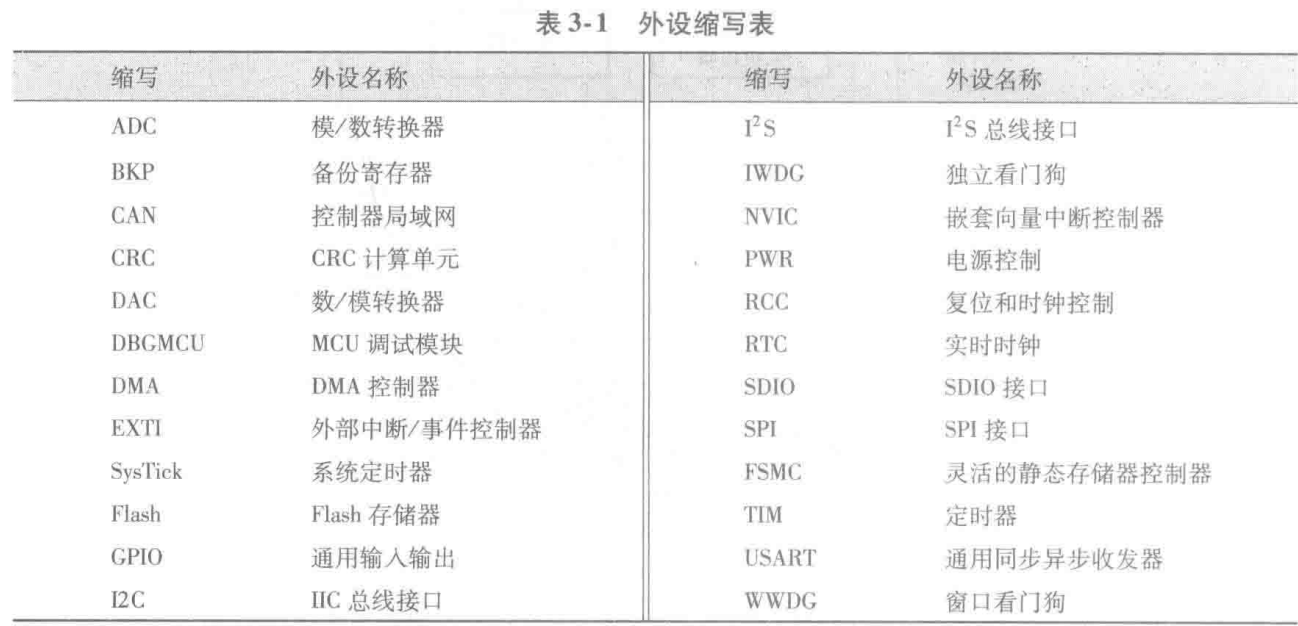 表 3-1 外设缩写表
缩写 外设名称 缩写 外设名称
ADC 模/数转换器 I²S I²S 总线接口
BKP 备份寄存器 IWDG 独立看门狗
CAN 控制器局域网 NVIC 嵌套向量中断控制器
CRC CRC 计算单元 PWR 电源控制
DAC 数/模转换器 RCC 复位和时钟控制
DBGMCU MCU 调试模块 RTC 实时时钟
DMA DMA 控制器 SDIO SDIO 接口
EXTI 外部中断/事件控制器 SPI SPI 接口
SysTick 系统定时器 FSMC 灵活的静态存储器控制器
Flash Flash 存储器 TIM 定时器
GPIO 通用输入输出 USART 通用同步异步收发器
I2C IIC 总线接口 WWDG 窗口看门狗